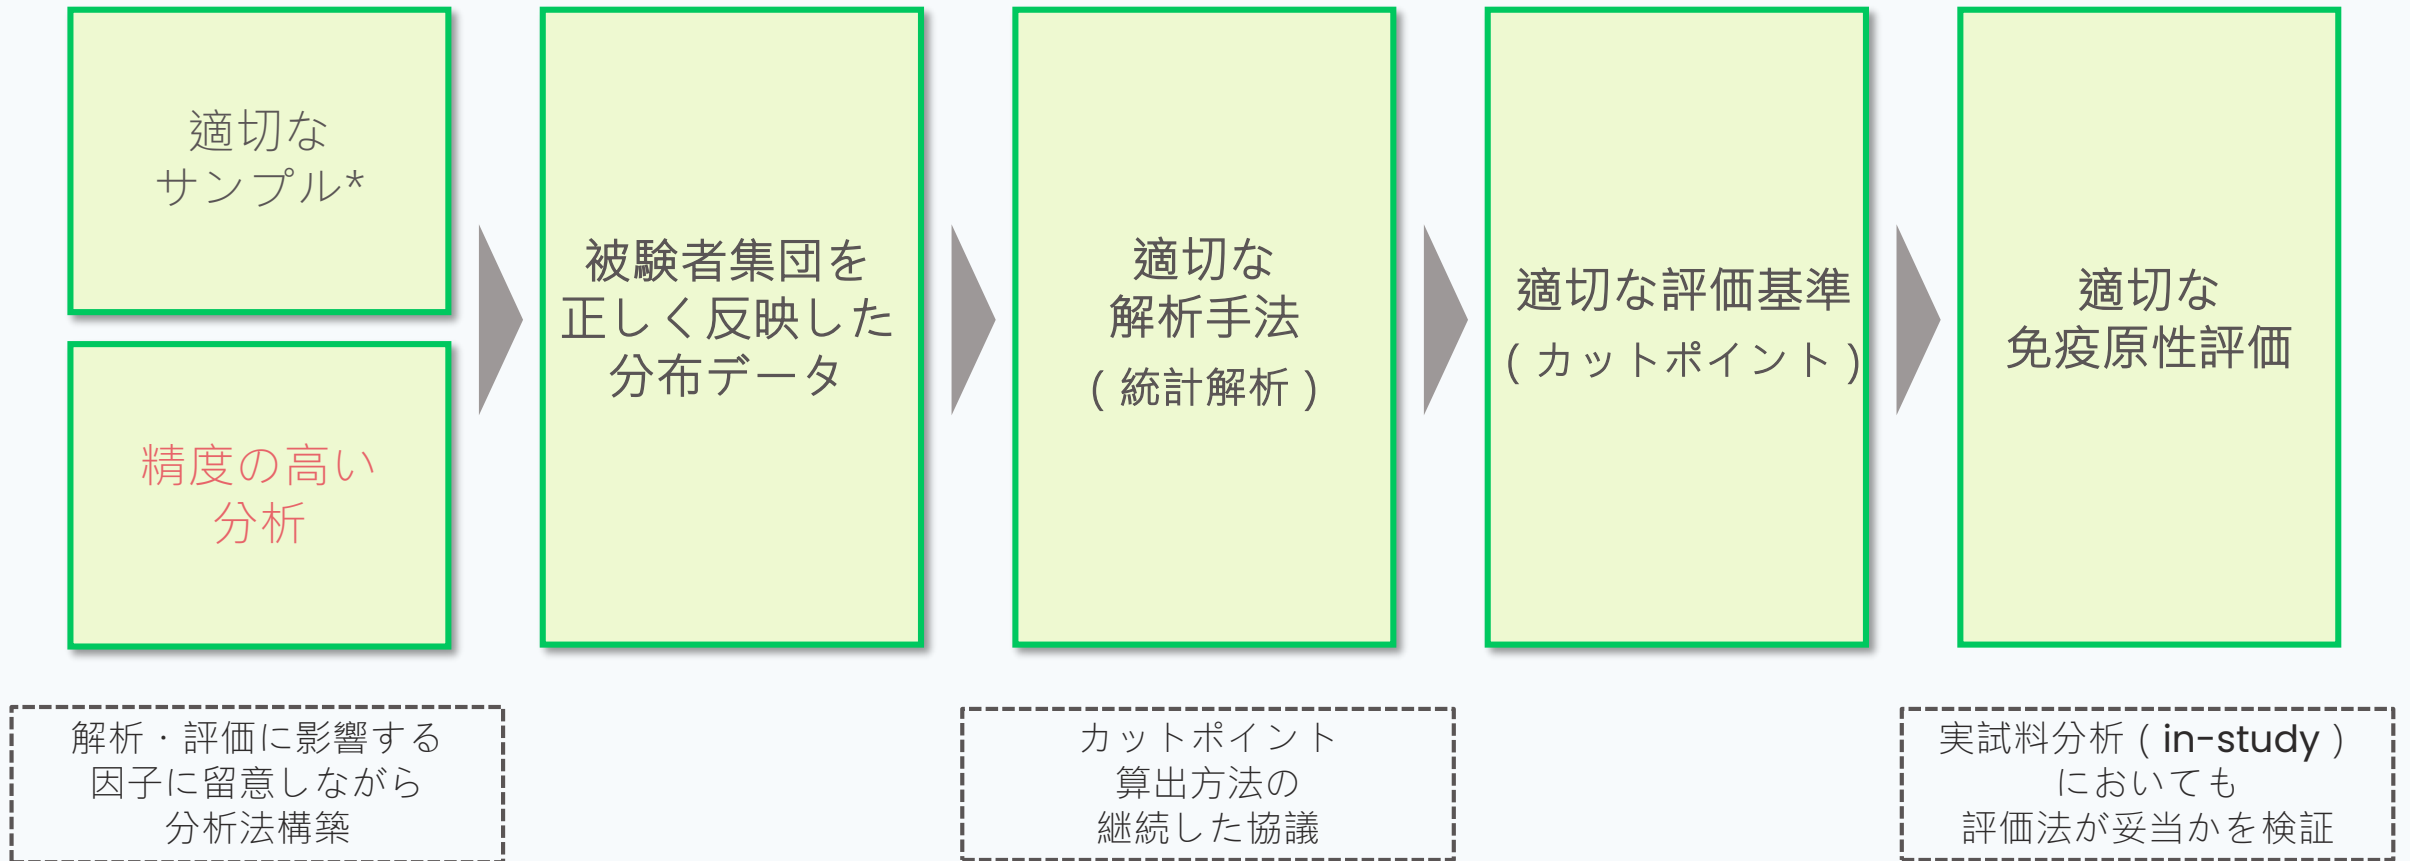 適切な
サンプル*
精度の高い
分析
被験者集団を
正しく反映した
分布データ
適切な
解析手法
(統計解析)
適切な評価基準
(カットポイント)
適切な
免疫原性評価
解析・評価に影響する
因子に留意しながら
分析法構築
カットポイント
算出方法の
継続した協議
実試料分析(in-study)
においても
評価法が妥当かを検証